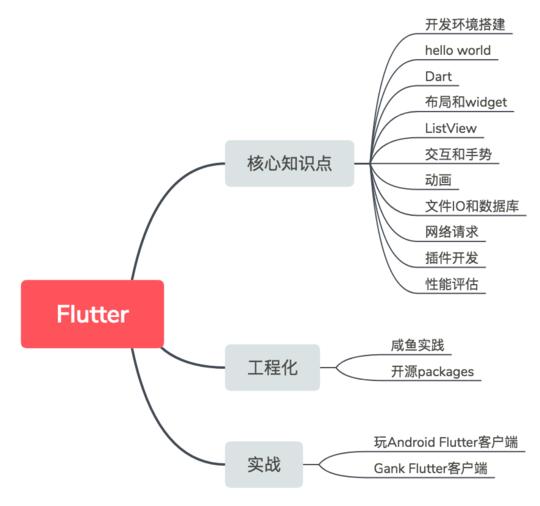 Flutter
核心知识点
开发环境搭建
hello world
Dart
布局和widget
ListView
交互和手势
动画
文件IO和数据库
网络请求
插件开发
性能评估
工程化
咸鱼实践
开源packages
实战
玩Android Flutter客户端
Gank Flutter客户端